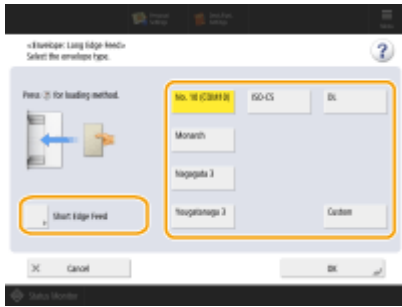 <Envelope: Long Edge Feed>
Select the envelope type.
Press ? for loading method.
No. 10 (COM10)
ISO-C5
DL
Monarch
Nagagata 3
Short Edge Feed
Yougatanaga 3
Custom
× Cancel
OK
Status Monitor